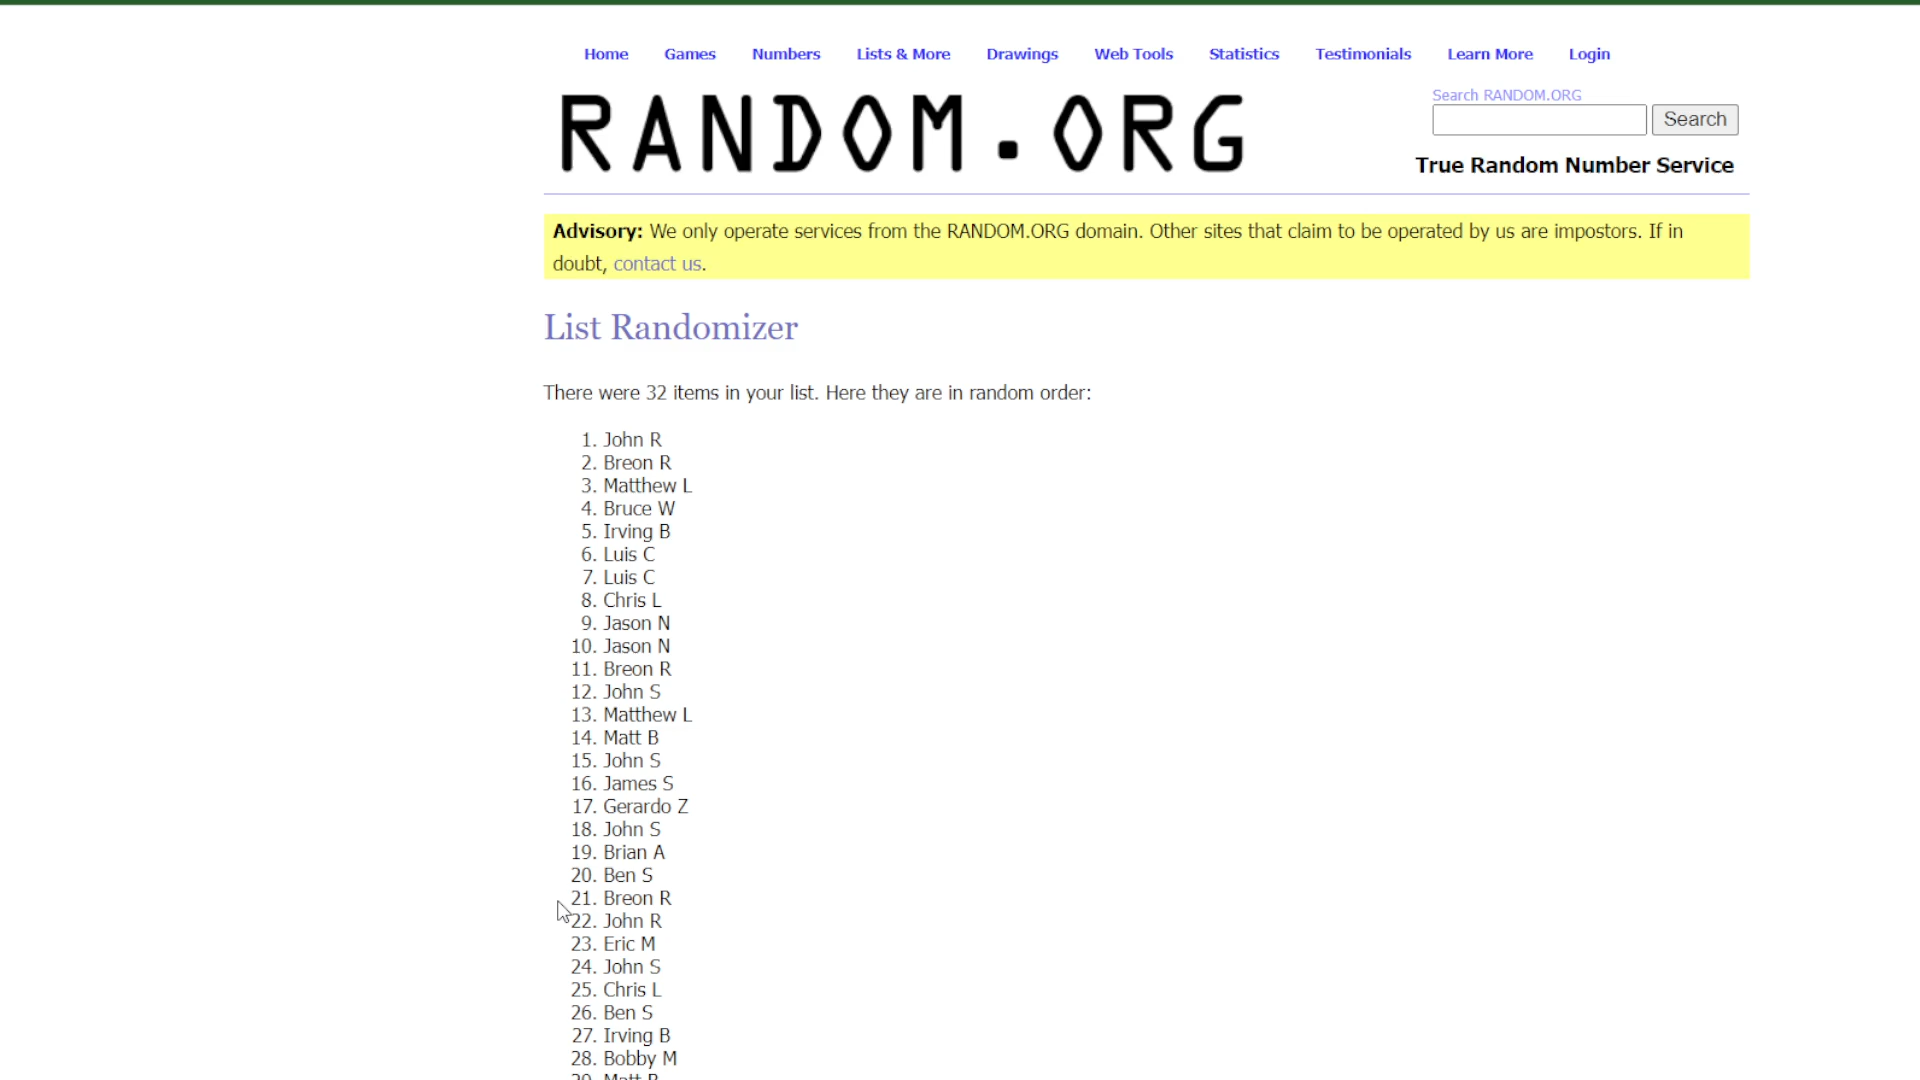 Home Games Numbers Lists & More Drawings Web Tools Statistics Testimonials Learn More Login
RANDOM.ORG
Search RANDOM.ORG
Search
True Random Number Service
Advisory: We only operate services from the RANDOM.ORG domain. Other sites that claim to be operated by us are impostors. If in
doubt, contact us.
List Randomizer
There were 32 items in your list. Here they are in random order:
1. John R
2. Breon R
3. Matthew L
4. Bruce W
5. Irving B
6. Luis C
7. Luis C
8. Chris L
9. Jason N
10. Jason N
11. Breon R
12. John S
13. Matthew L
14. Matt B
15. John S
16. James S
17. Gerardo Z
18. John S
19. Brian A
20. Ben S
21. Breon R
22. John R
23. Eric M
24. John S
25. Chris L
26. Ben S
27. Irving B
28. Bobby M